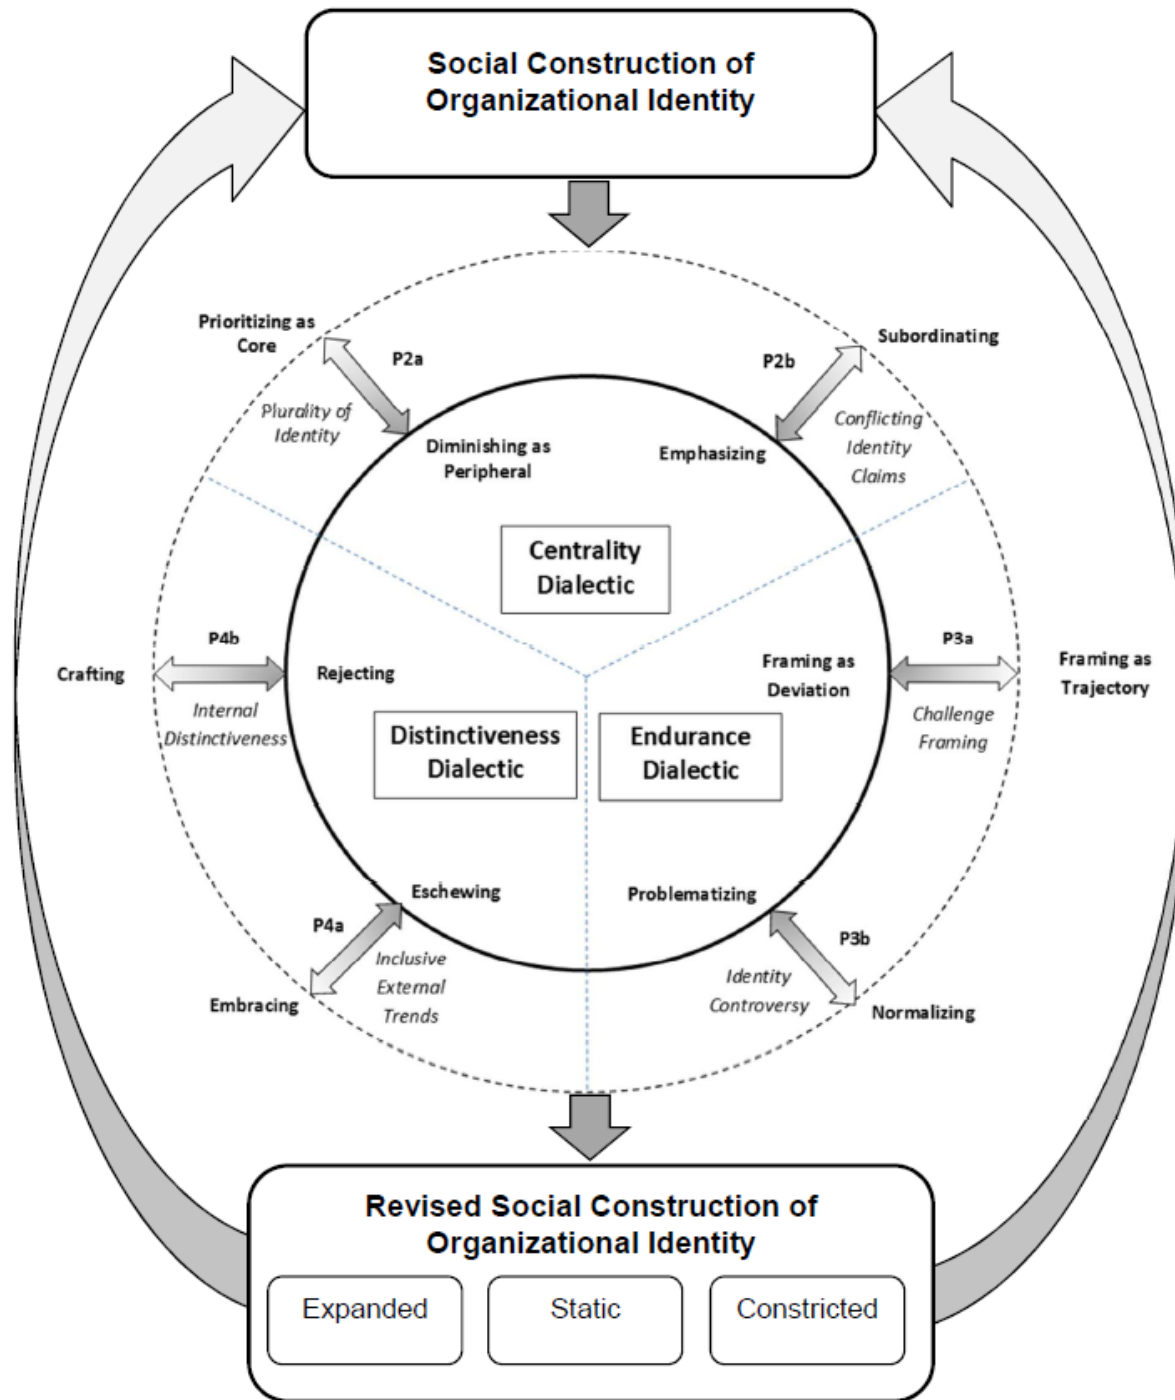 Social Construction of
Organizational Identity
Prioritizing as
Core
P2a
Plurality of
Identity
Diminishing as
Peripheral
P2b
Subordinating
Emphasizing
Conflicting
Identity
Claims
Centrality
Dialectic
Crafting
P4b
Internal
Distinctiveness
Rejecting
Framing as
Deviation
P3a
Challenge
Framing
Framing as
Trajectory
Distinctiveness
Dialectic
Endurance
Dialectic
Eschewing
P4a
Inclusive
External
Trends
Embracing
Problematizing
P3b
Identity
Controversy
Normalizing
Revised Social Construction of
Organizational Identity
Expanded
Static
Constricted